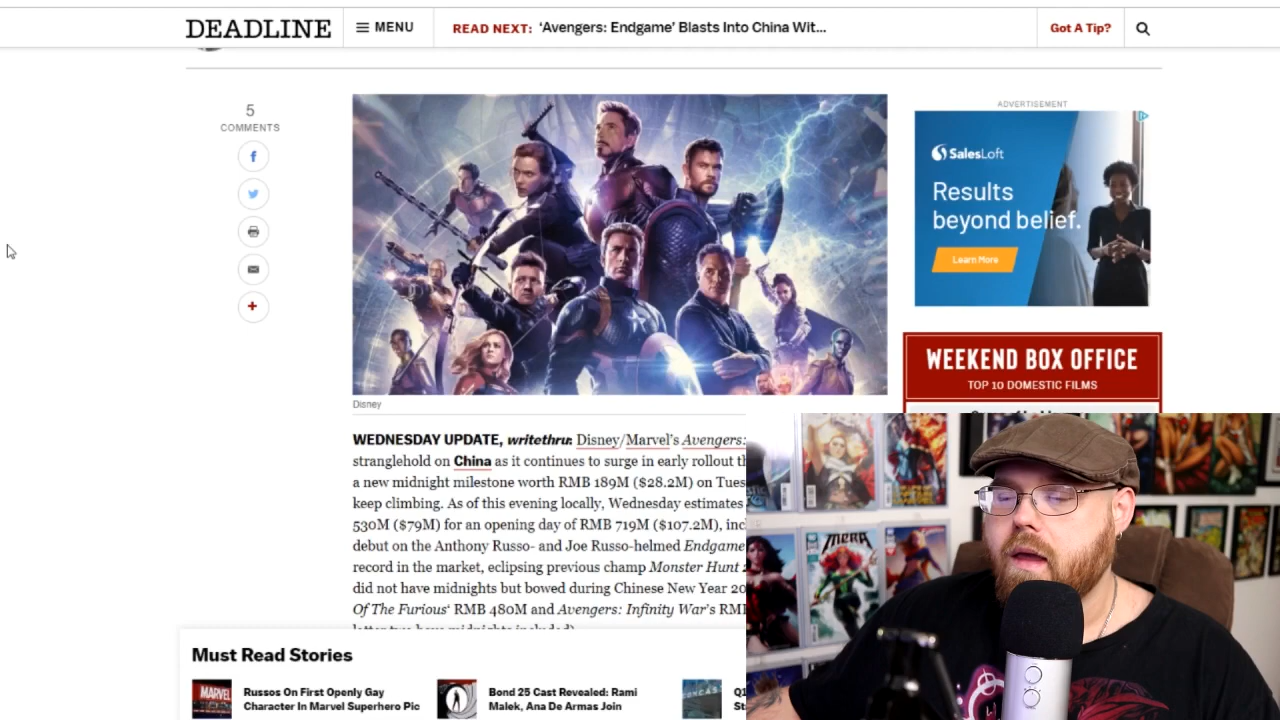 DEADLINE
MENU
READ NEXT: ‘Avengers: Endgame’ Blasts Into China Wit...
Got A Tip?
5
COMMENTS
ADVERTISEMENT
SalesLoft
Results
beyond belief.
Learn More
WEEKEND BOX OFFICE
TOP 10 DOMESTIC FILMS
Disney
WEDNESDAY UPDATE, writethru: Disney/Marvel’s Avengers:
stranglehold on China as it continues to surge in early rollout
a new midnight milestone worth RMB 189M ($28.2M) on
keep climbing. As of this evening locally, Wednesday estimates
530M ($79M) for an opening day of RMB 719M ($107.2M),
debut on the Anthony Russo- and Joe Russo-helmed Endgame
record in the market, eclipsing previous champ Monster Hunt
did not have midnights but bowed during Chinese New Year
Of The Furious‘ RMB 480M and Avengers: Infinity War’s
latter two have midnights included)
Must Read Stories
MARVEL
Russos On First Openly Gay
Character In Marvel Superhero Pic
Bond 25 Cast Revealed: Rami
Malek, Ana De Armas Join
MERA